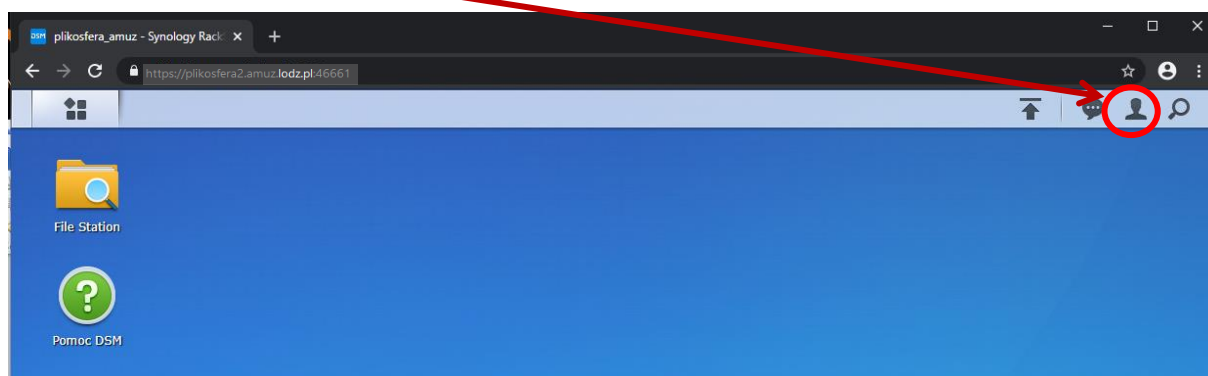 DSM plikosfera_amuz - Synology Rack
https://plikosfera2.amuz.lodz.pl:46661
File Station
Pomoc DSM